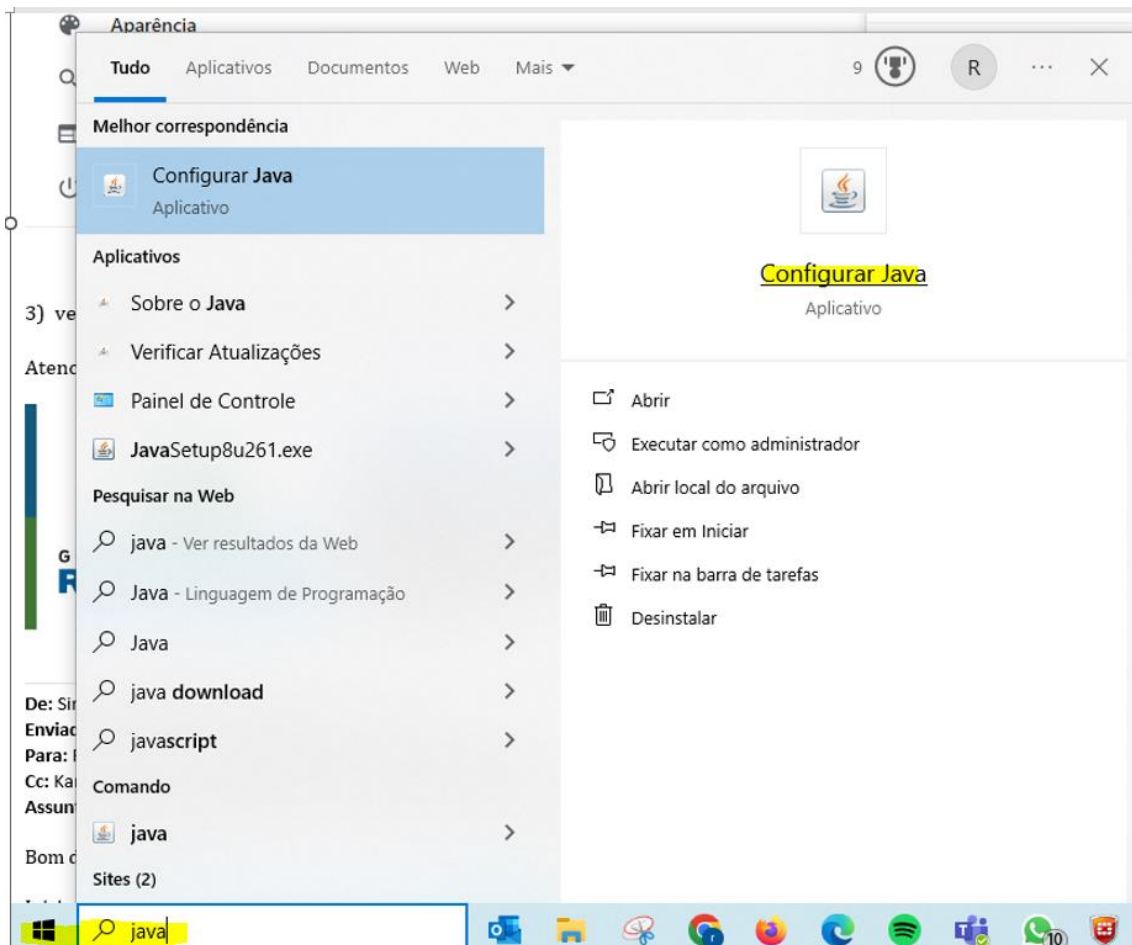 Aparência
Tudo Aplicativos Documentos Web Mais 9 R
Melhor correspondência
Configurar Java
Aplicativo
Aplicativos
Sobre o Java
Verificar Atualizações
Painel de Controle
JavaSetup8u261.exe
Pesquisar na Web
java - Ver resultados da Web
Java - Linguagem de Programação
Java
java download
javascript
Comando
java
Sites (2)
java
Configurar Java
Aplicativo
Abrir
Executar como administrador
Abrir local do arquivo
Fixar em Iniciar
Fixar na barra de tarefas
Desinstalar
3) ve
Atenc
G
R
De: Sir
Enviad
Para:
Cc: Kar
Assun
Bom d
10